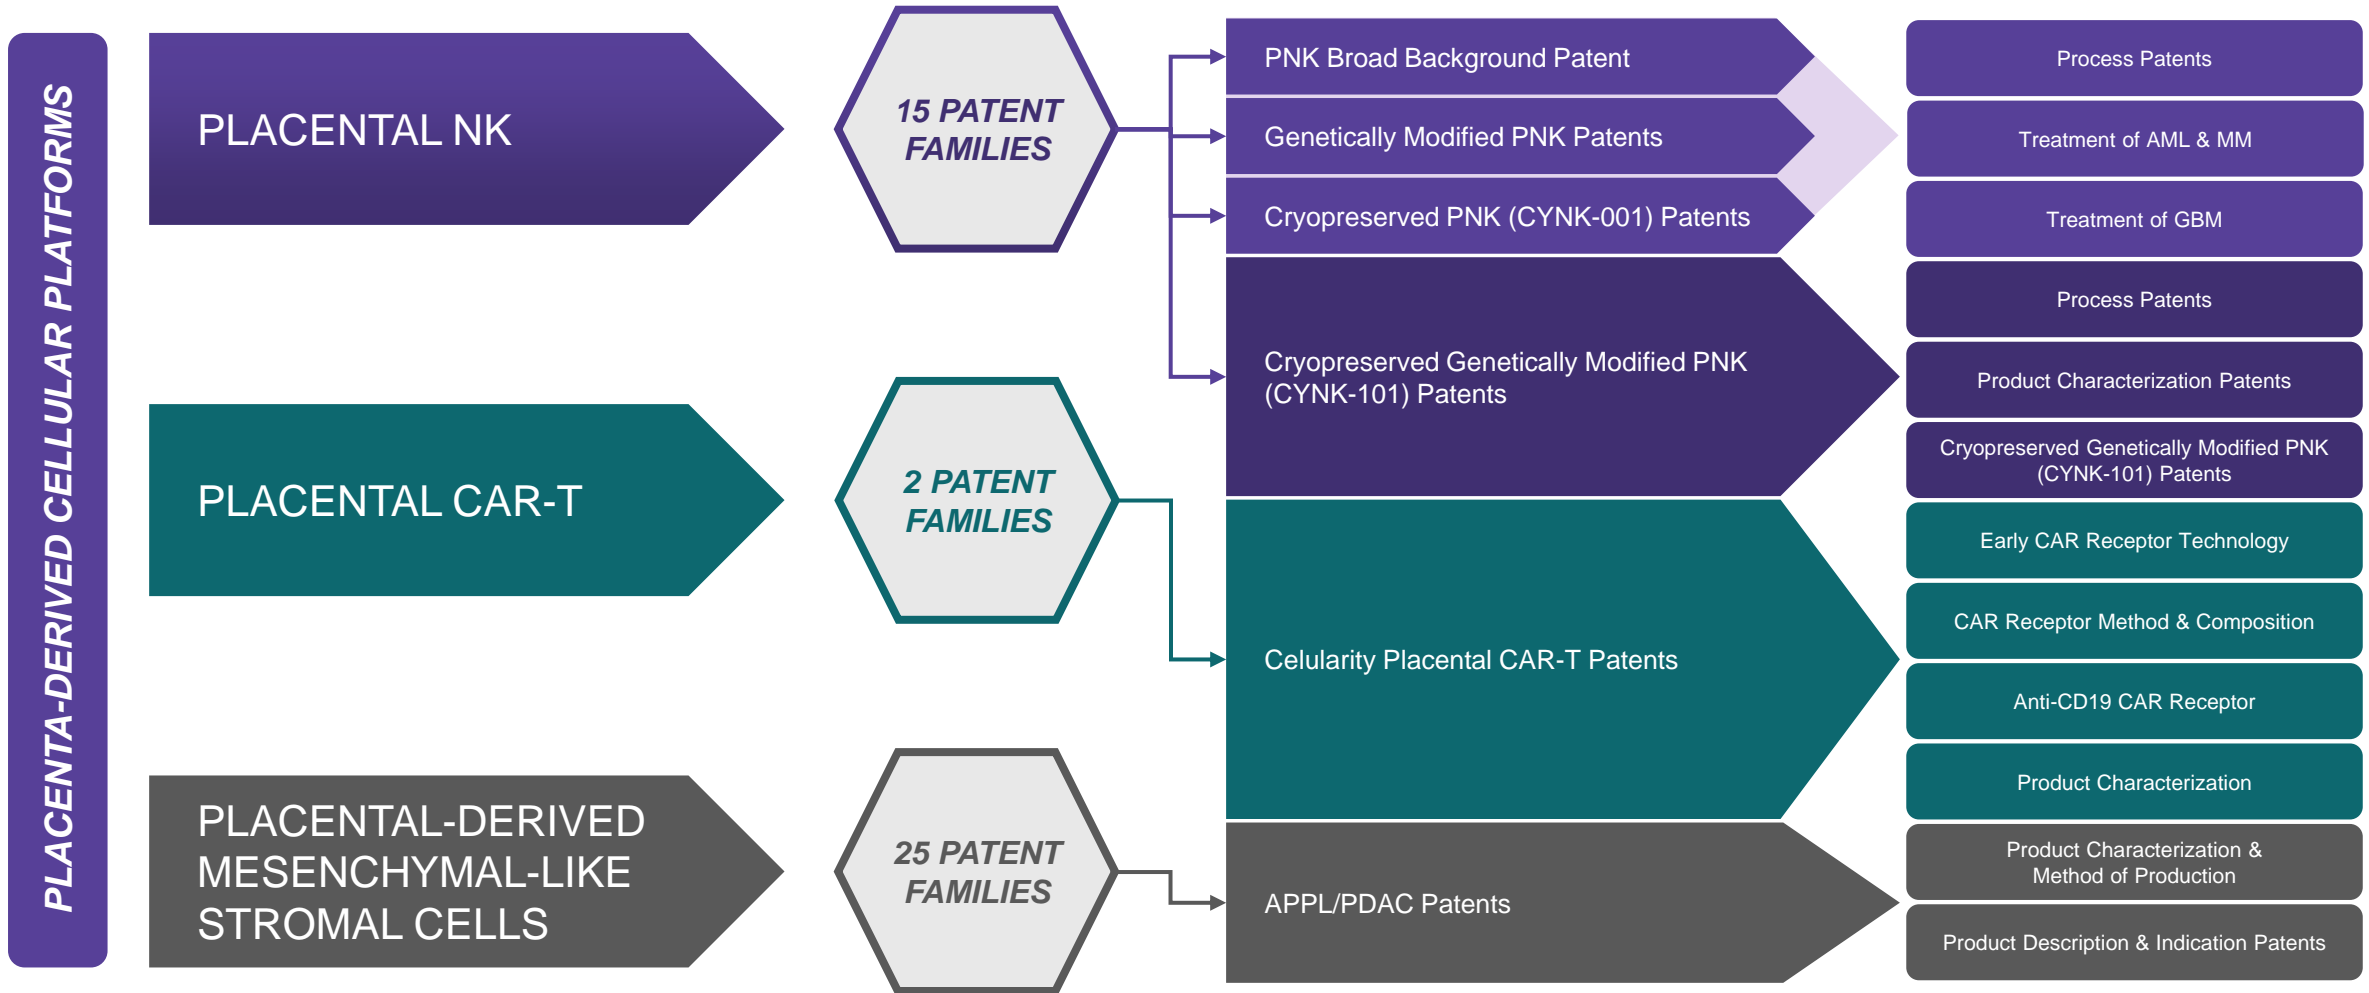 PLACENTA-DERIVED CELLULAR PLATFORMS
PLACENTAL NK
15 PATENT
FAMILIES
PNK Broad Background Patent
Genetically Modified PNK Patents
Cryopreserved PNK (CYNK-001) Patents
Cryopreserved Genetically Modified PNK
(CYNK-101) Patents
Process Patents
Treatment of AML & MM
Treatment of GBM
Process Patents
Product Characterization Patents
Cryopreserved Genetically Modified PNK
(CYNK-101) Patents
PLACENTAL CAR-T
2 PATENT
FAMILIES
Celularity Placental CAR-T Patents
Early CAR Receptor Technology
CAR Receptor Method & Composition
Anti-CD19 CAR Receptor
Product Characterization
PLACENTAL-DERIVED
MESENCHYMAL-LIKE
STROMAL CELLS
25 PATENT
FAMILIES
APPL/PDAC Patents
Product Characterization &
Method of Production
Product Description & Indication Patents